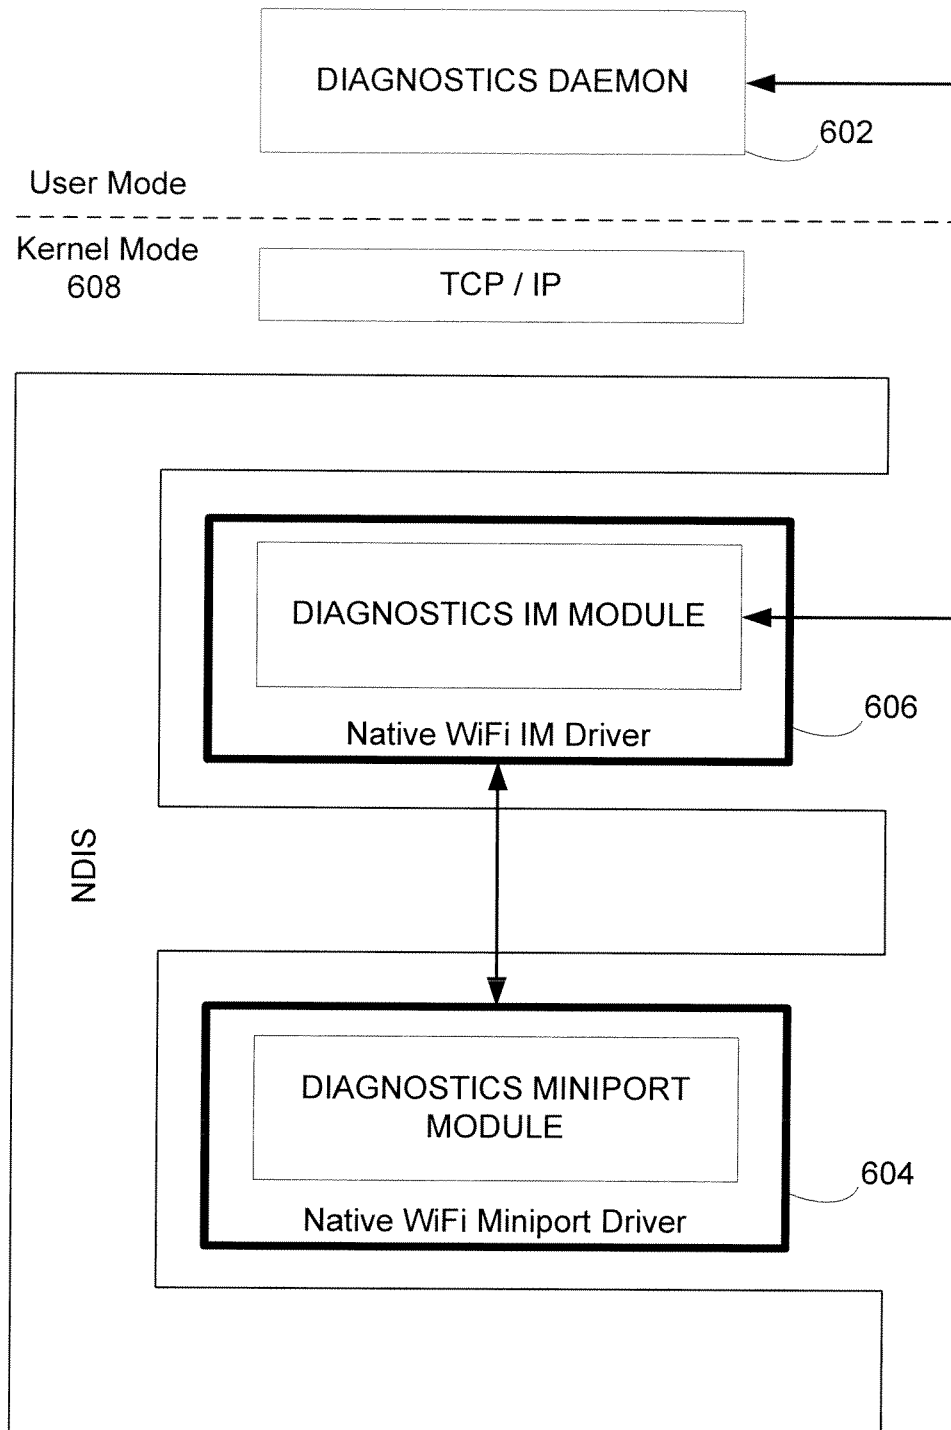 DIAGNOSTICS DAEMON
602
User Mode
Kernel Mode
608
TCP / IP
DIAGNOSTICS IM MODULE
606
Native WiFi IM Driver
NDIS
DIAGNOSTICS MINIPORT
MODULE
604
Native WiFi Miniport Driver